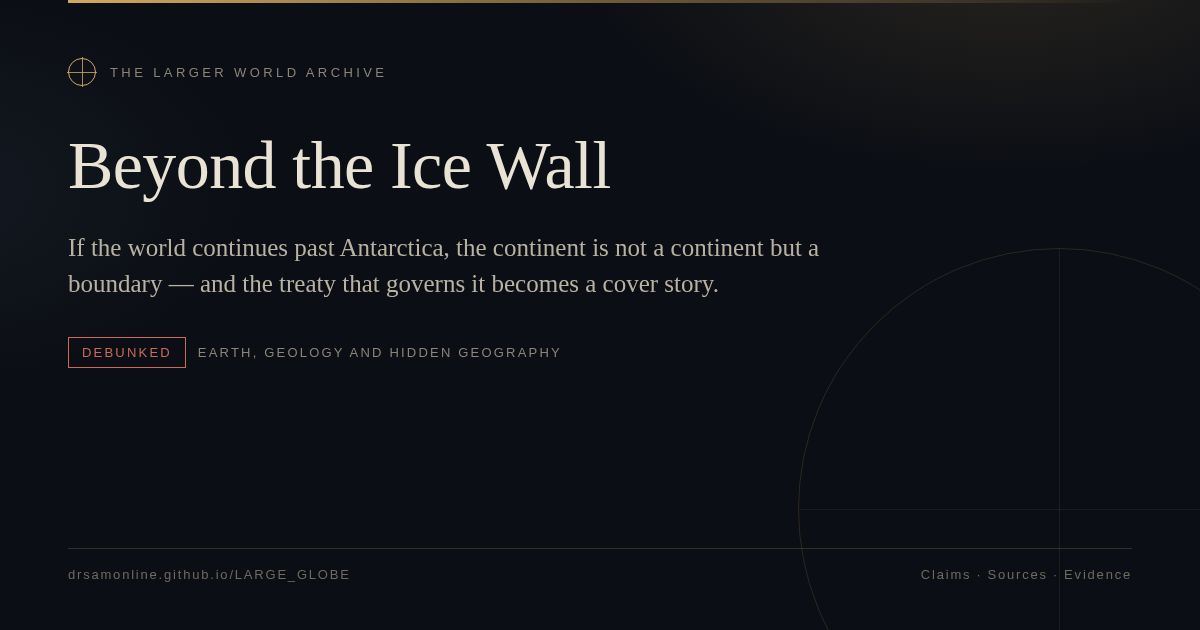 THE LARGER WORLD ARCHIVE
Beyond the Ice Wall
If the world continues past Antarctica, the continent is not a continent but a
boundary — and the treaty that governs it becomes a cover story.
DEBUNKED EARTH, GEOLOGY AND HIDDEN GEOGRAPHY
drsamonline.github.io/LARGE_GLOBE
Claims · Sources · Evidence